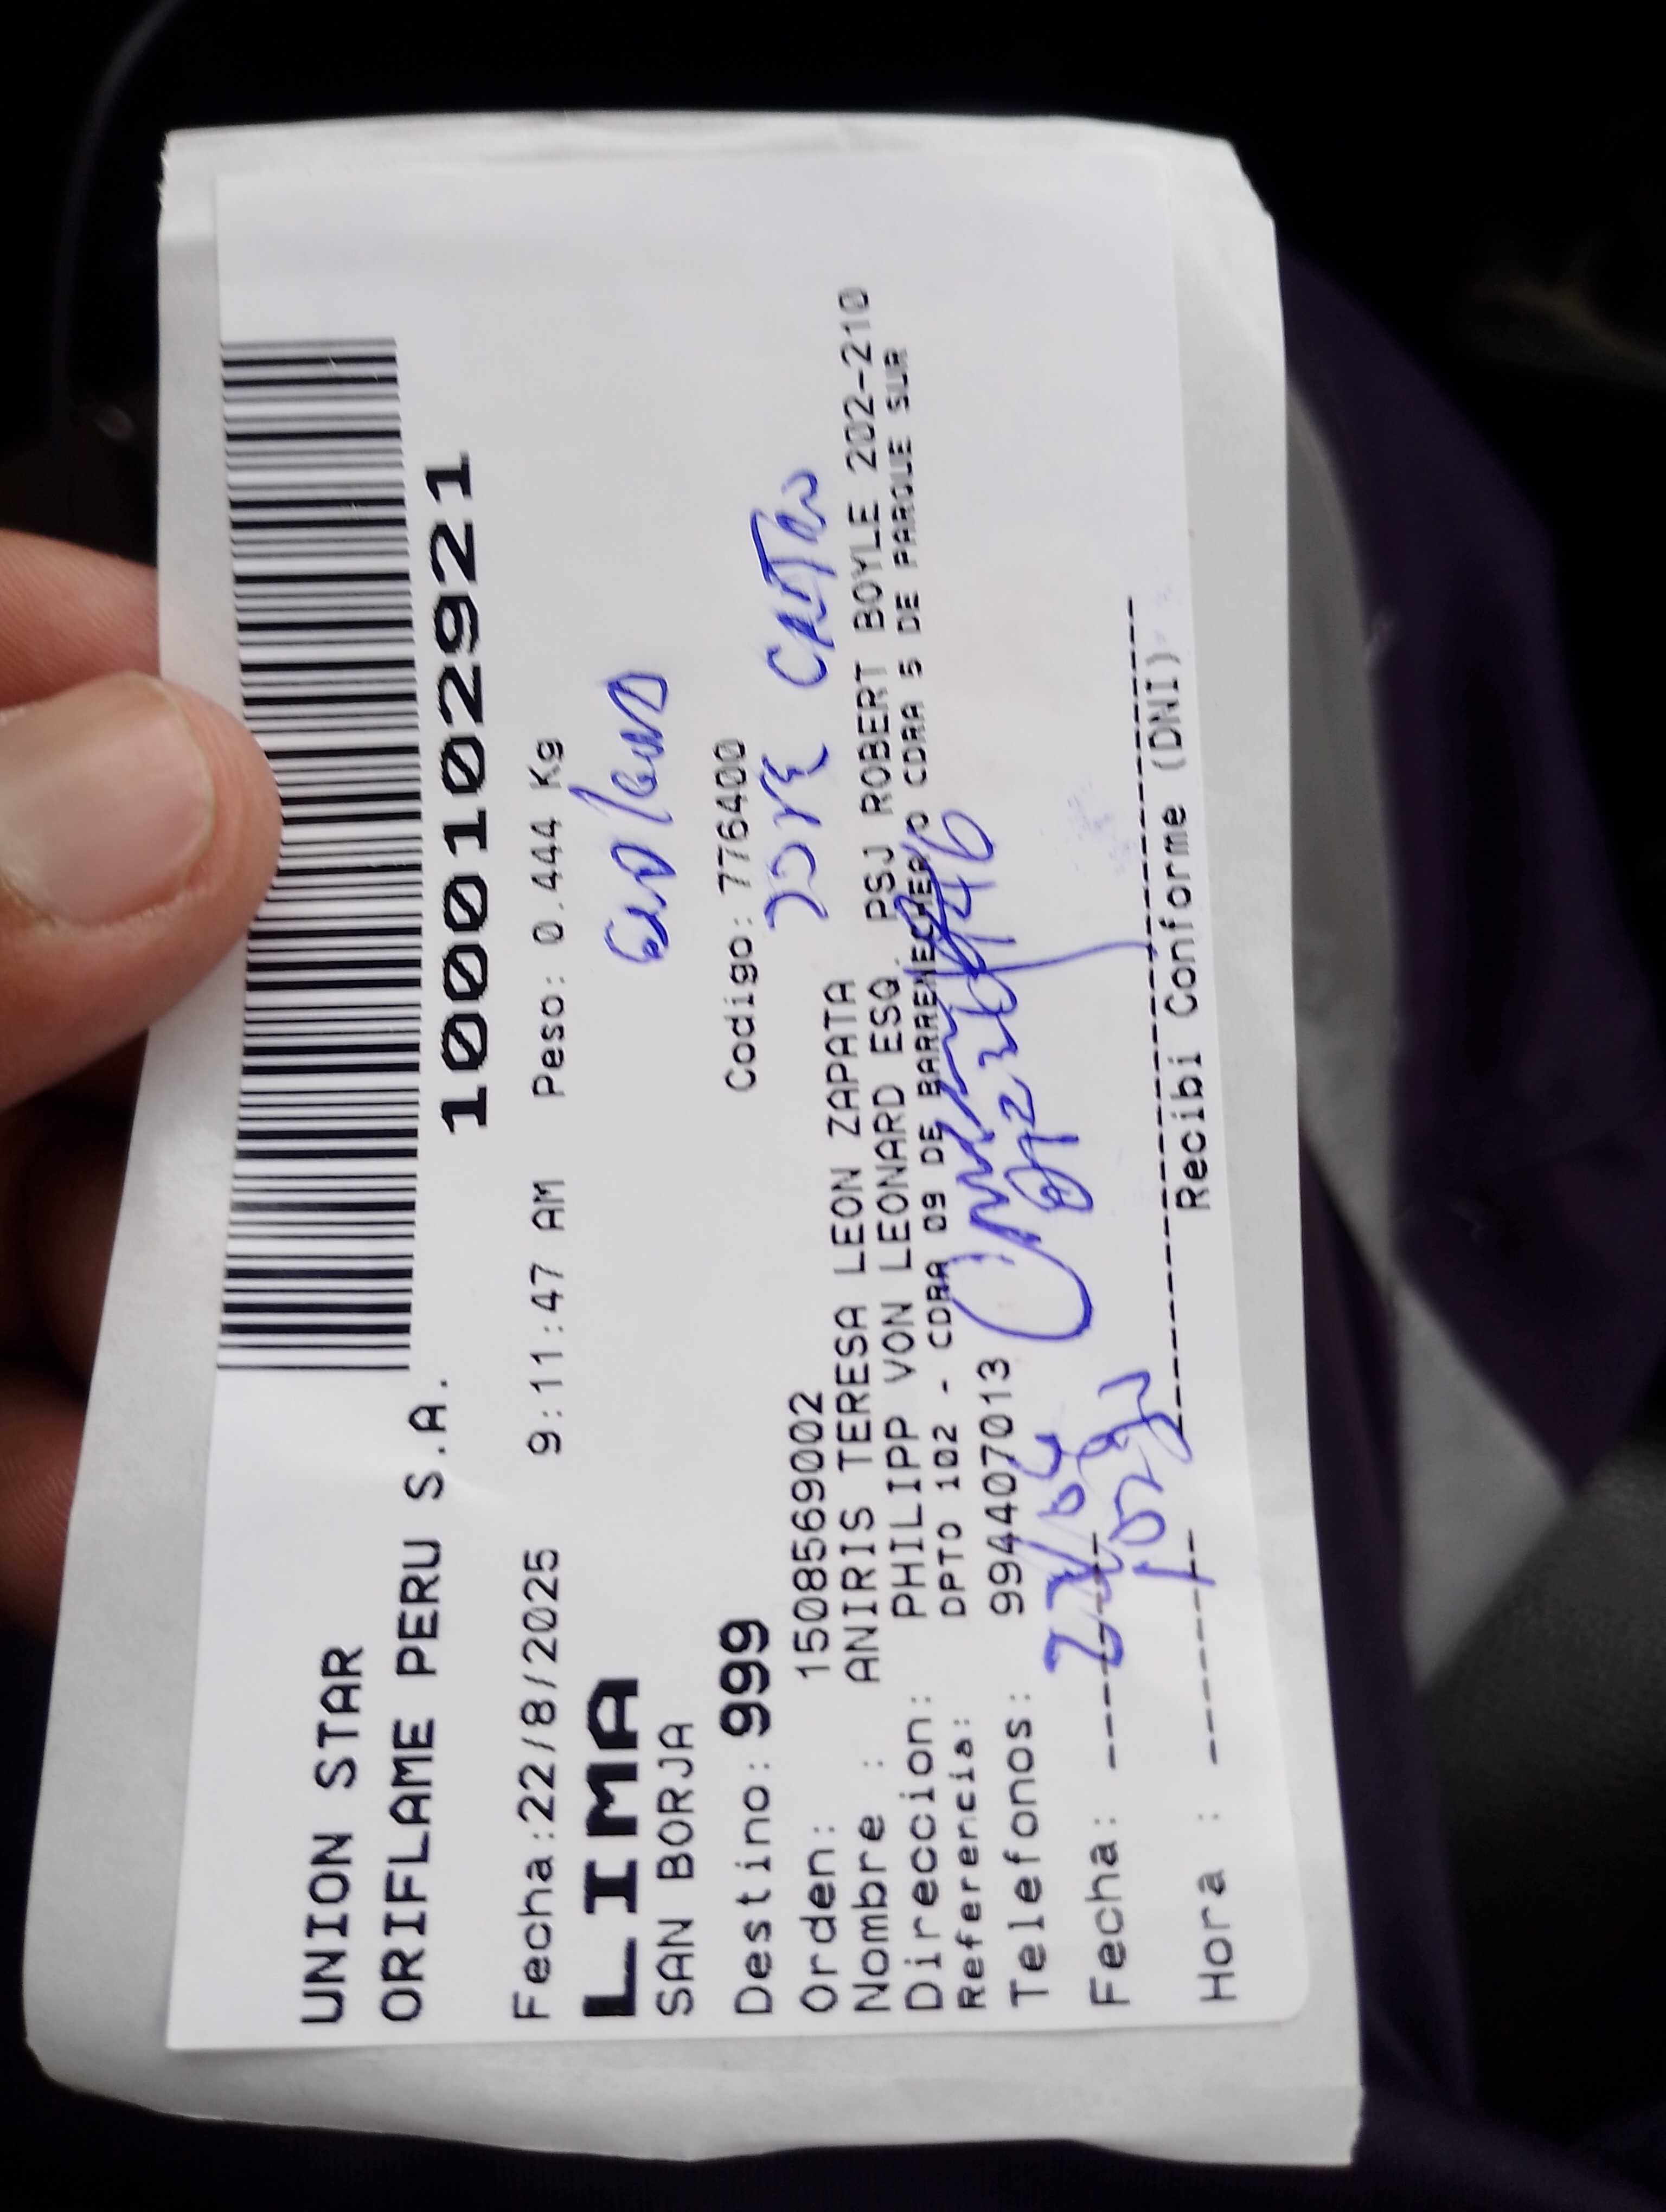 UNION STAR
ORIFLAME PERU S.A.
1000102921
Fecha:22/8/2025 9:11:47 AM Peso: 0.444 Kg
LIMA
SAN BORJA
Destino: 999 Codigo: 776400
Orden: 1508569002
Nombre : ANIRIS TERESA LEON ZAPATA
Direccion: PHILIPP VON LEONARD ESQ. PSJ ROBERT BOYLE 202-210
Referencia: DPTO 102 - CDRA 09 DE BARRENECHEA O CDRA 5 DE PARQUE SUR
Telefonos: 994407013
Fecha:
Hora :
Recibi Conforme (DNI)